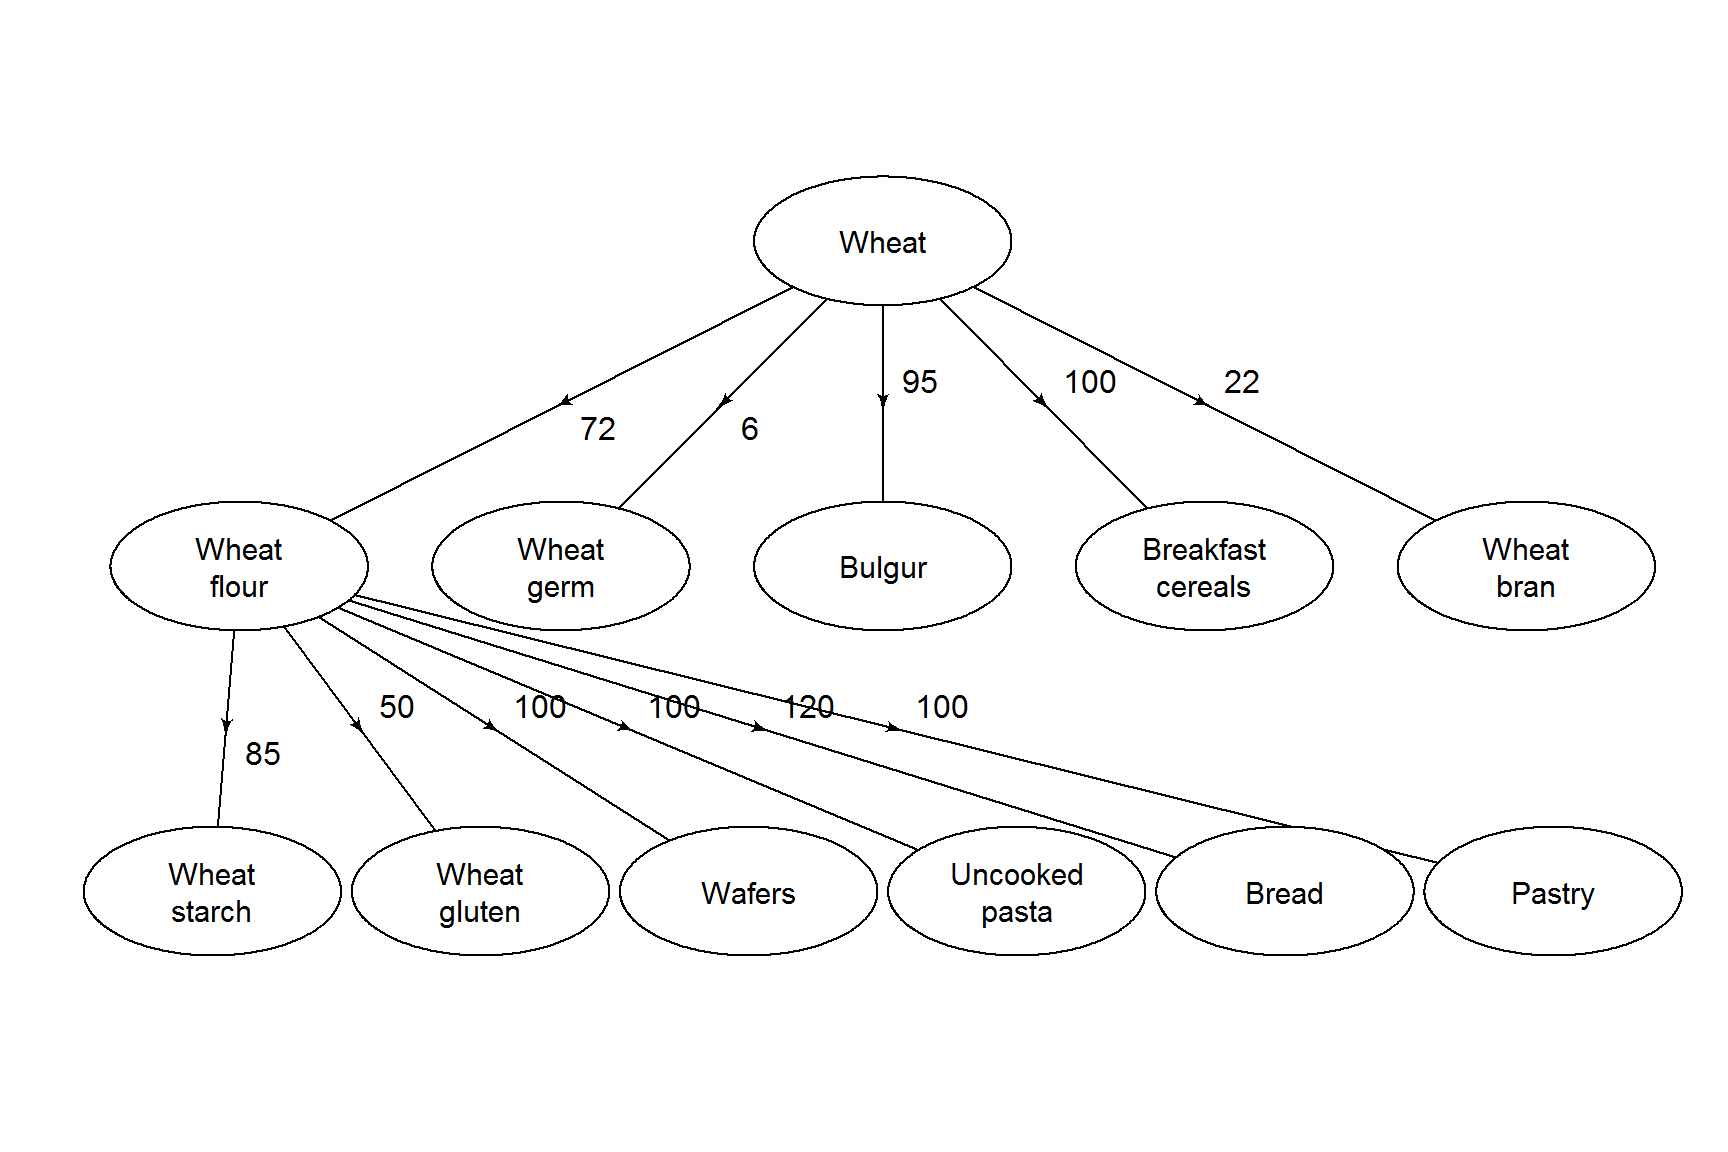 Wheat
95
100
22
72
6
Wheat
flour
Wheat
germ
Bulgur
Breakfast
cereals
Wheat
bran
50
100
100
120
100
85
Wheat
starch
Wheat
gluten
Wafers
Uncooked
pasta
Bread
Pastry